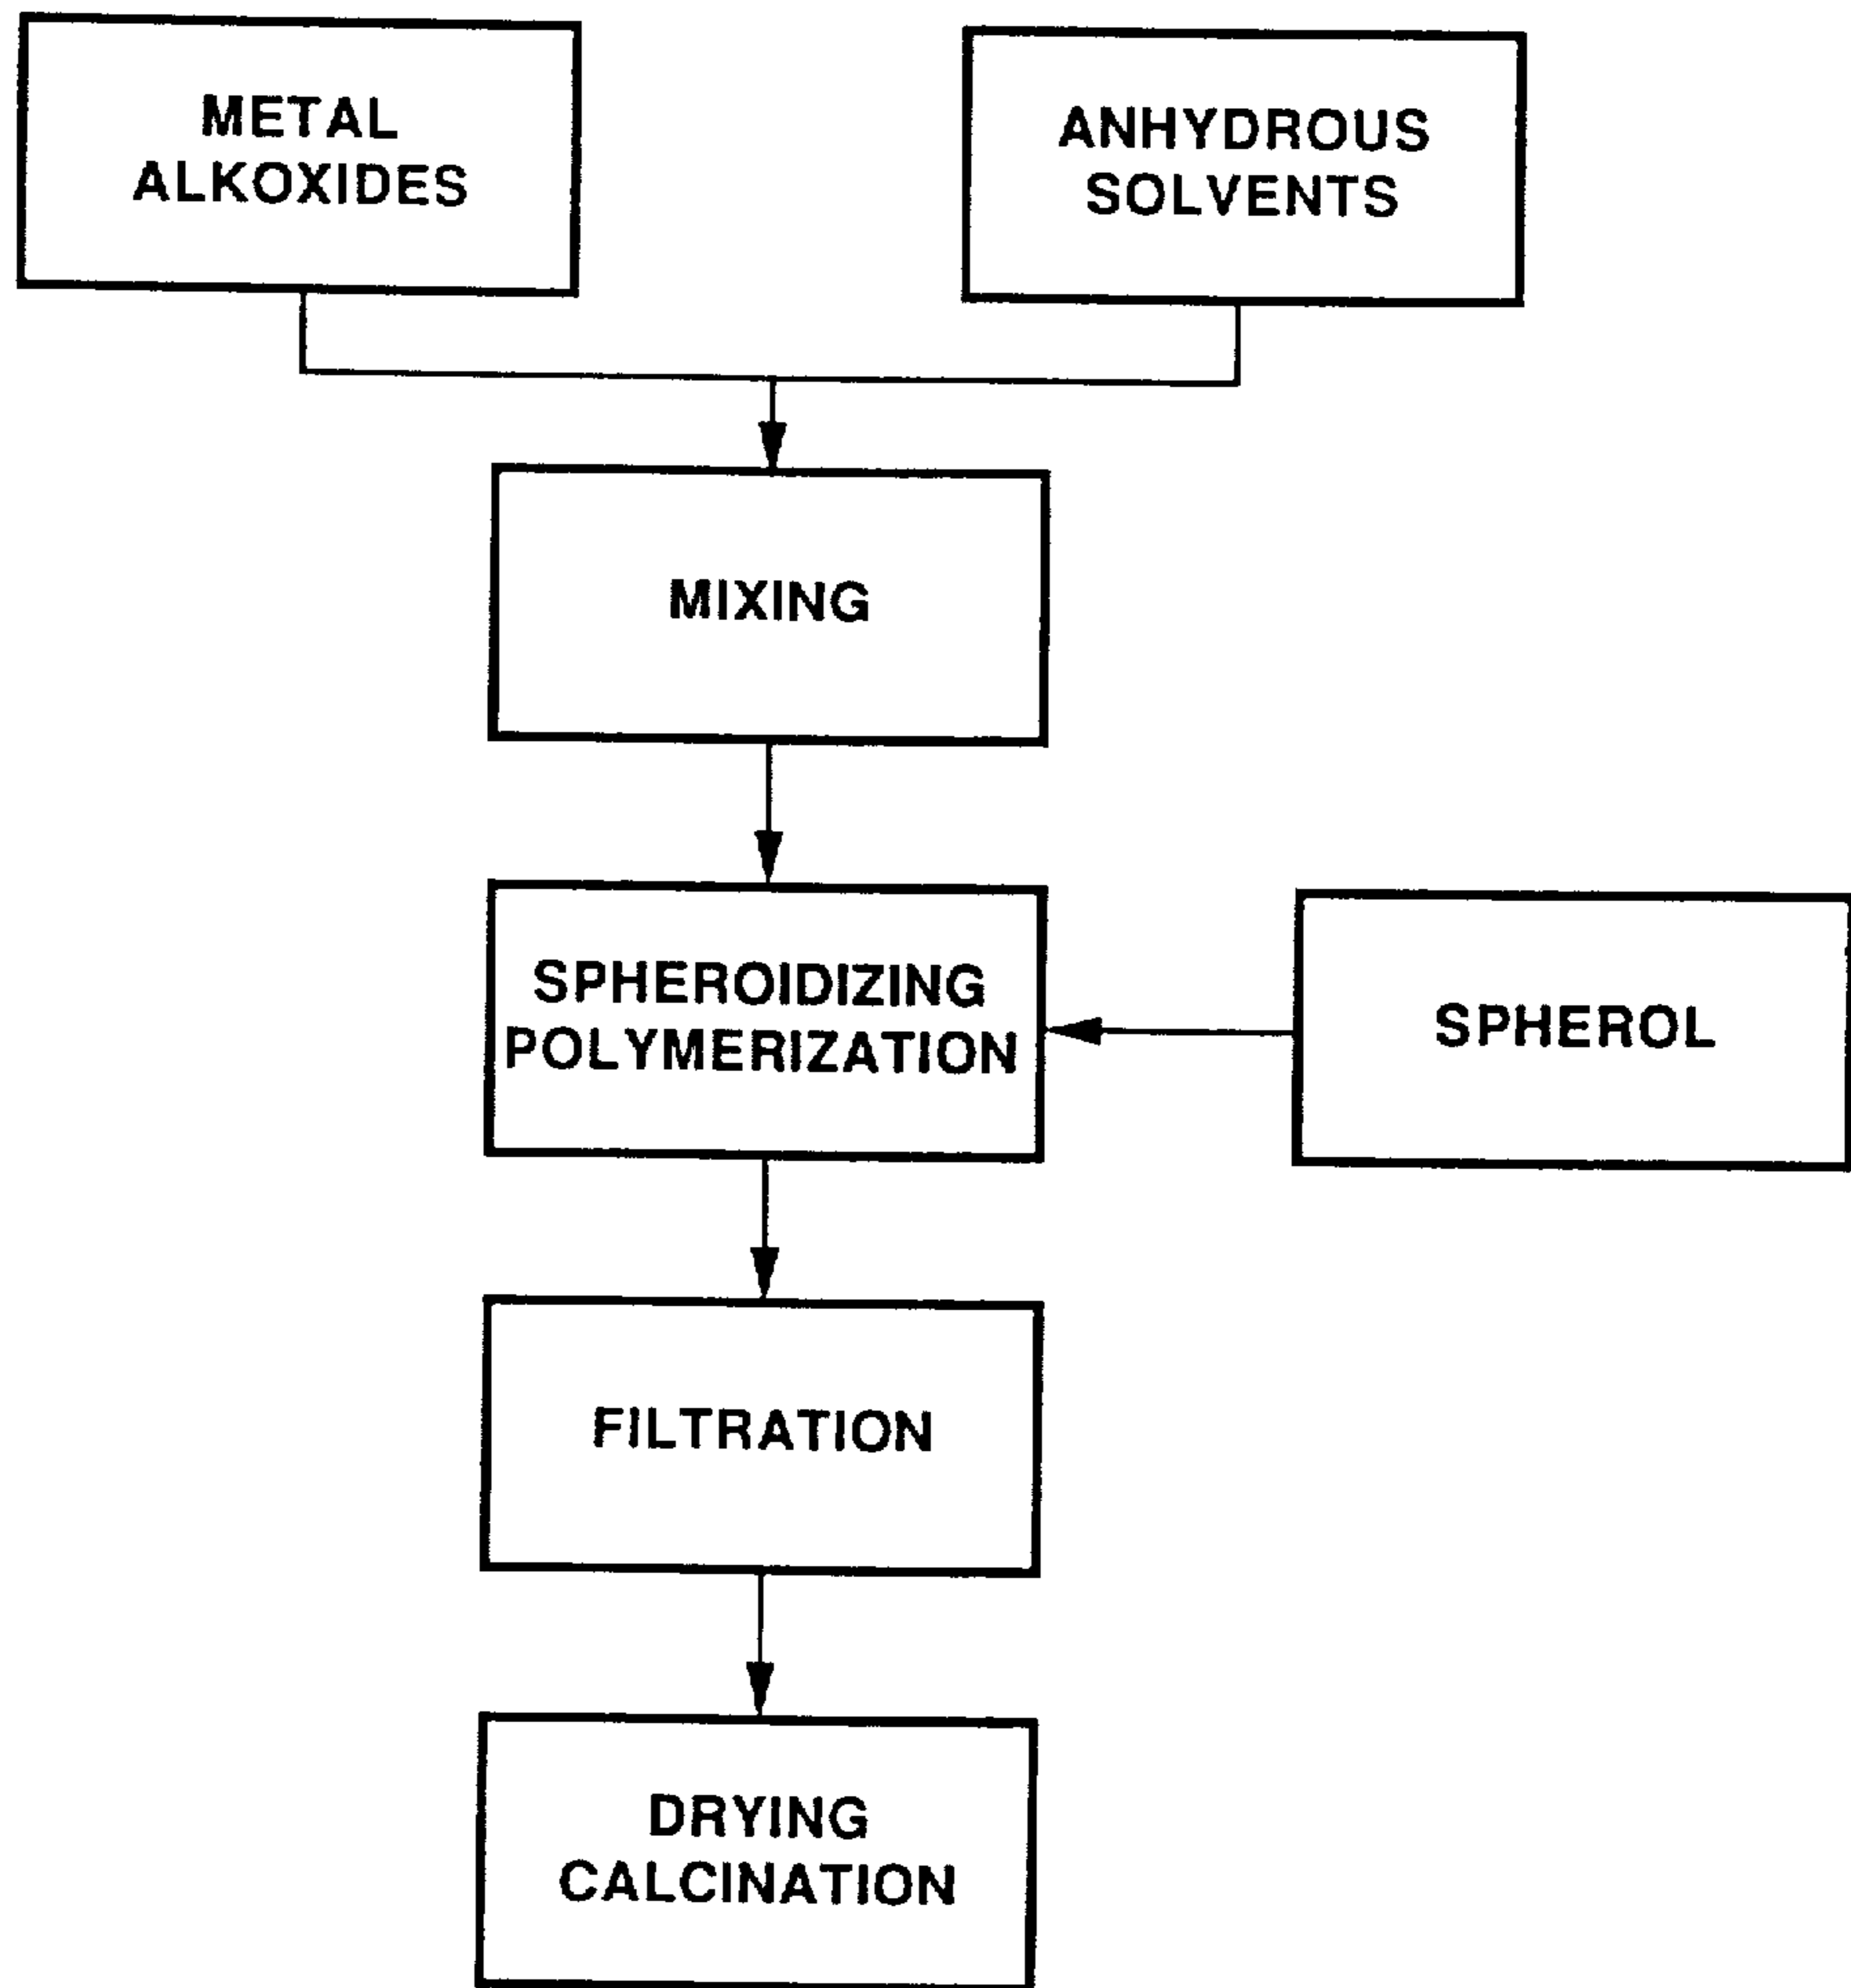 METAL
ALKOXIDES
ANHYDROUS
SOLVENTS
MIXING
SPHEROIDIZING
POLYMERIZATION
SPHEROL
FILTRATION
DRYING
CALCINATION